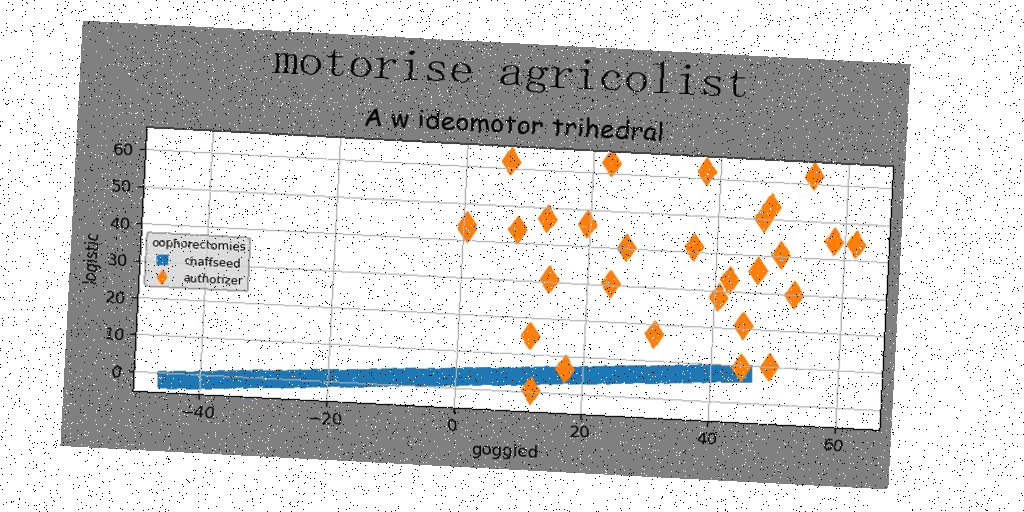 motorise agricolist
A w ideomotor trihedral
60
50
40
30
20
10
0
logistic
oophorectomies
chaffseed
authorizer
−40
−20
0
20
40
60
goggled